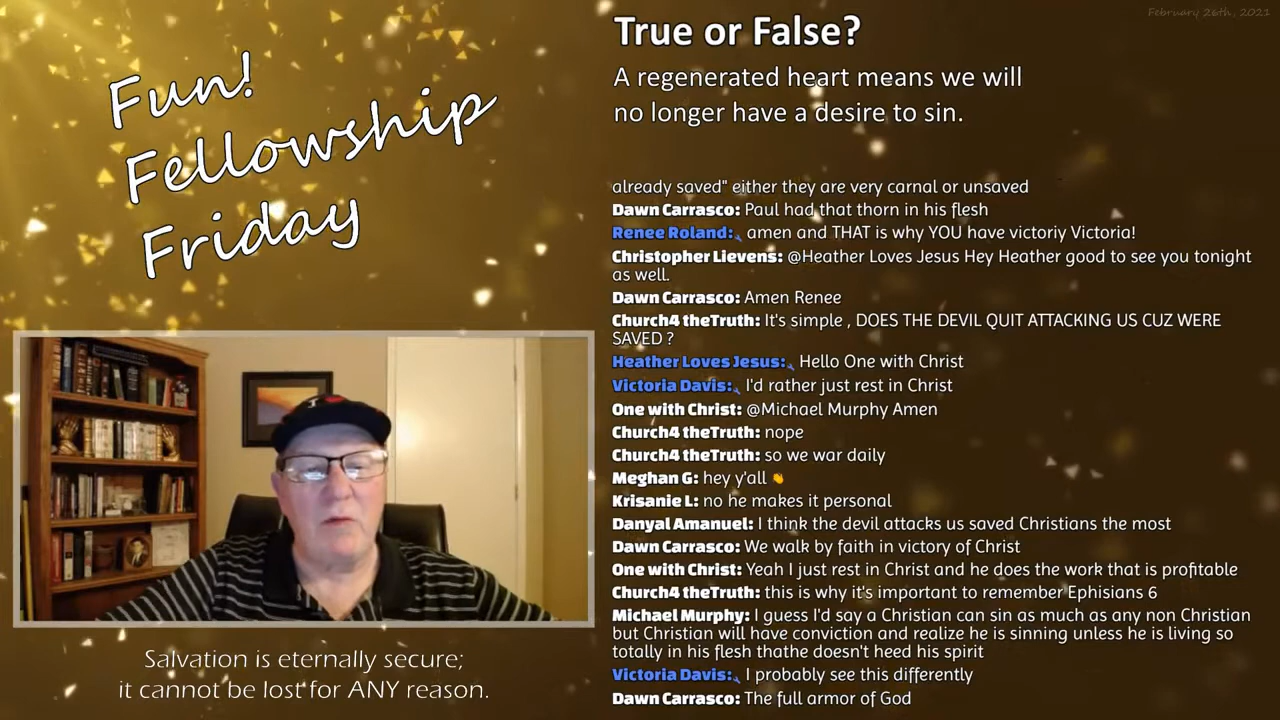 February 26th, 2021
Fun!
Fellowship
Friday
True or False?
A regenerated heart means we will
no longer have a desire to sin.
already saved" either they are very carnal or unsaved
Dawn Carrasco: Paul had that thorn in his flesh
Renee Roland: amen and THAT is why YOU have victoriy Victoria!
Christopher Lievens: @Heather Loves Jesus Hey Heather good to see you tonight
as well.
Dawn Carrasco: Amen Renee
Church4 theTruth: It's simple , DOES THE DEVIL QUIT ATTACKING US CUZ WERE
SAVED ?
Heather Loves Jesus: Hello One with Christ
Victoria Davis: I'd rather just rest in Christ
One with Christ: @Michael Murphy Amen
Church4 theTruth: nope
Church4 theTruth: so we war daily
Meghan G: hey y'all 👏
Krisanie L: no he makes it personal
Danyal Amanuel: I think the devil attacks us saved Christians the most
Dawn Carrasco: We walk by faith in victory of Christ
One with Christ: Yeah I just rest in Christ and he does the work that is profitable
Church4 theTruth: this is why it's important to remember Ephisians 6
Michael Murphy: I guess I'd say a Christian can sin as much as any non Christian
but Christian will have conviction and realize he is sinning unless he is living so
totally in his flesh thathe doesn't heed his spirit
Victoria Davis: I probably see this differently
Dawn Carrasco: The full armor of God
I
Salvation is eternally secure;
it cannot be lost for ANY reason.